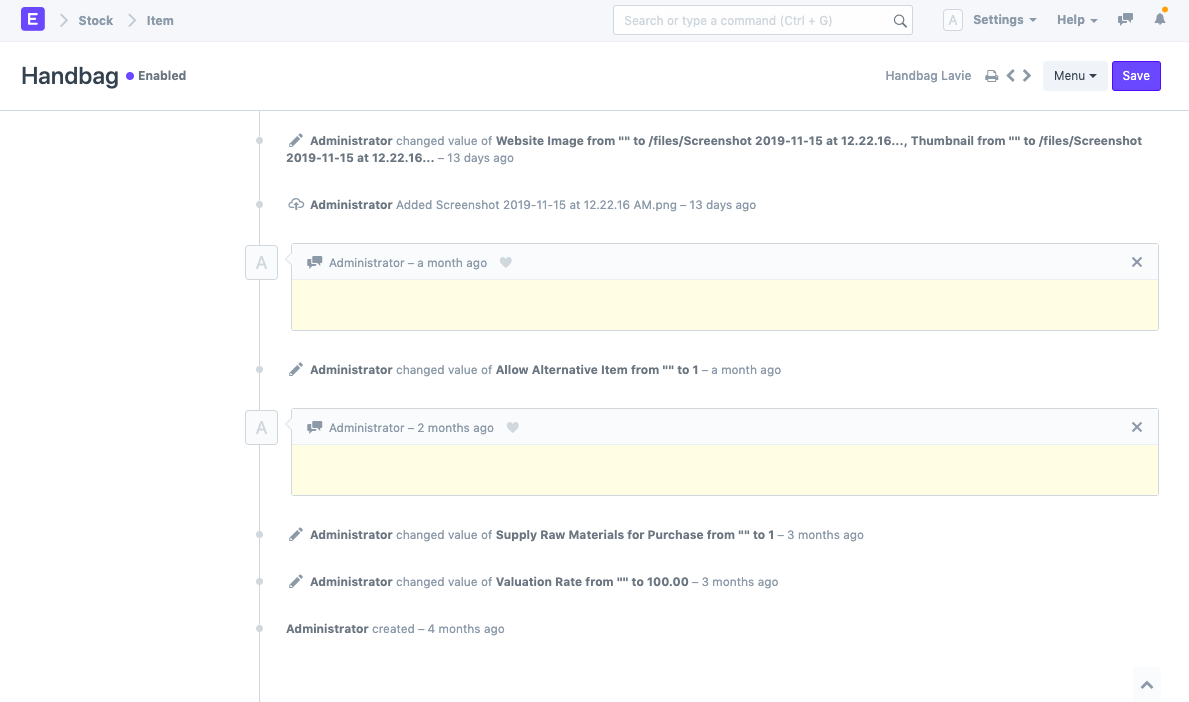 E Stock Item Search or type a command (Ctrl + G) A Settings Help
Handbag Enabled Handbag Lavie Menu Save
Administrator changed value of Website Image from "" to /files/Screenshot 2019-11-15 at 12.22.16..., Thumbnail from "" to /files/Screenshot
2019-11-15 at 12.22.16... – 13 days ago
Administrator Added Screenshot 2019-11-15 at 12.22.16 AM.png – 13 days ago
A Administrator – a month ago
Administrator changed value of Allow Alternative Item from "" to 1 – a month ago
A Administrator – 2 months ago
Administrator changed value of Supply Raw Materials for Purchase from "" to 1 – 3 months ago
Administrator changed value of Valuation Rate from "" to 100.00 – 3 months ago
Administrator created – 4 months ago